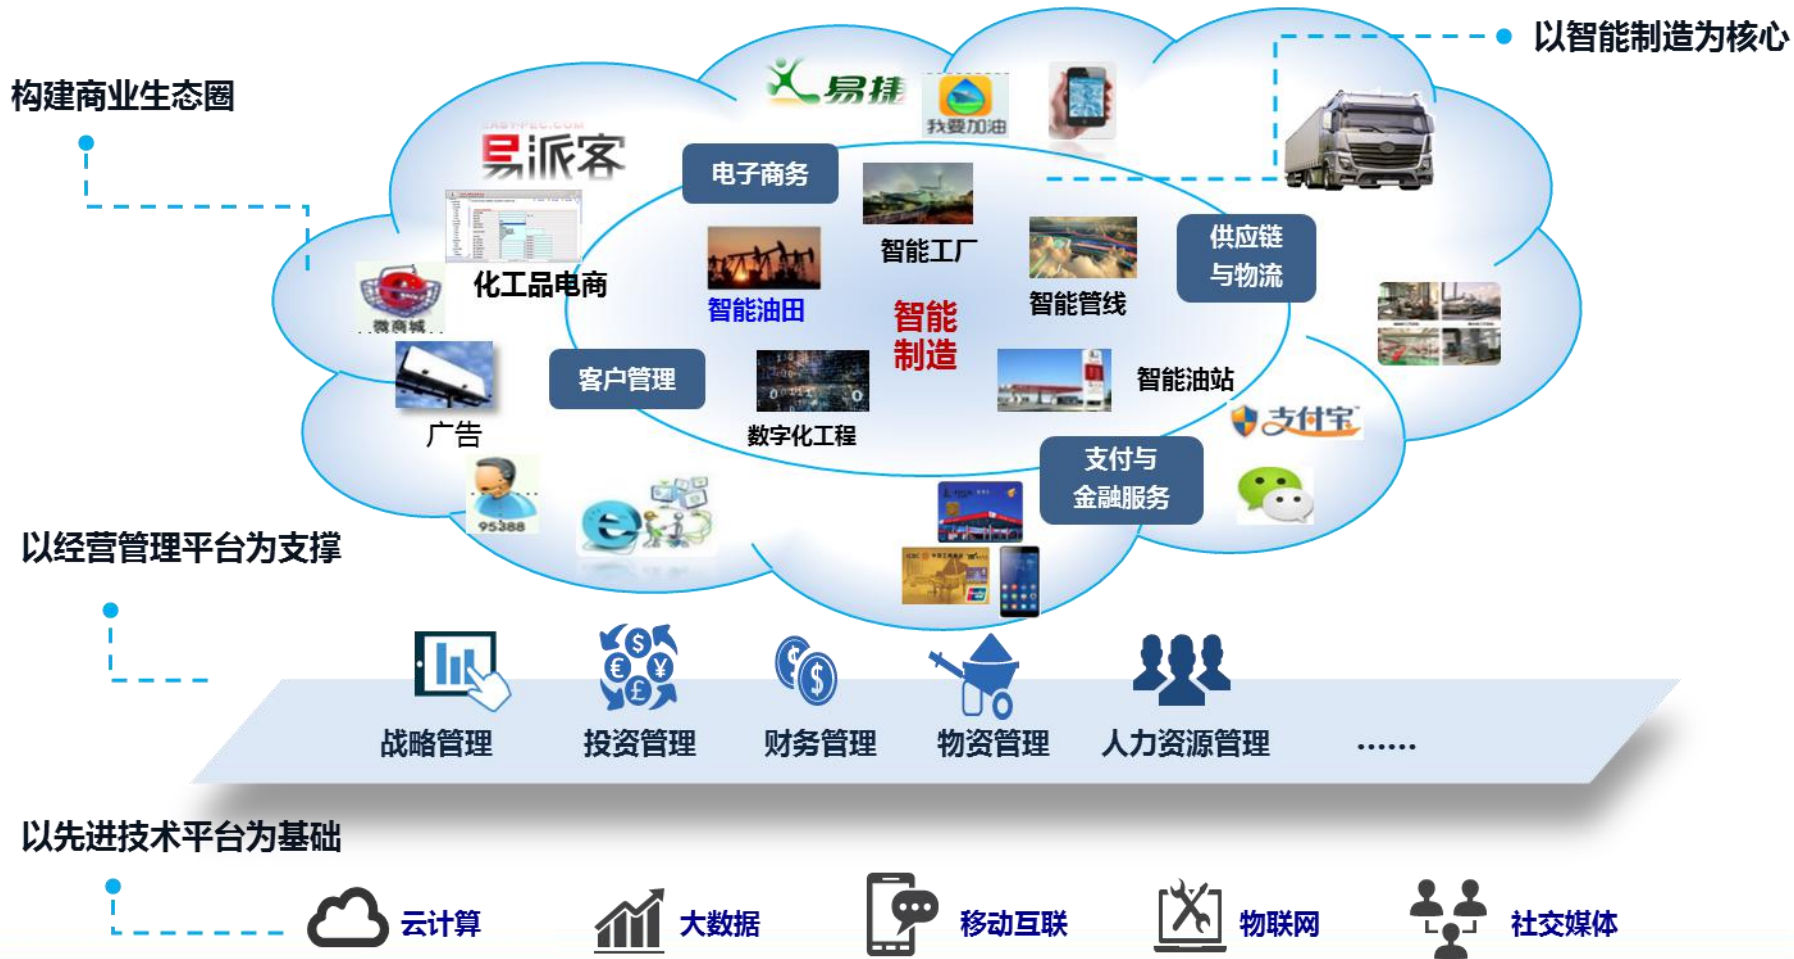 以智能制造为核心
构建商业生态圈
易捷
我要加油
EASYPEC.COM
易派客
电子商务
供应链
与物流
智能工厂
化工品电商
智能油田
智能管线
智能
制造
微商城
客户管理
智能油站
支付宝
广告
数字化工程
支付与
金融服务
95388
以经营管理平台为支撑
战略管理
投资管理
财务管理
物资管理
人力资源管理
……
以先进技术平台为基础
云计算
大数据
移动互联
物联网
社交媒体